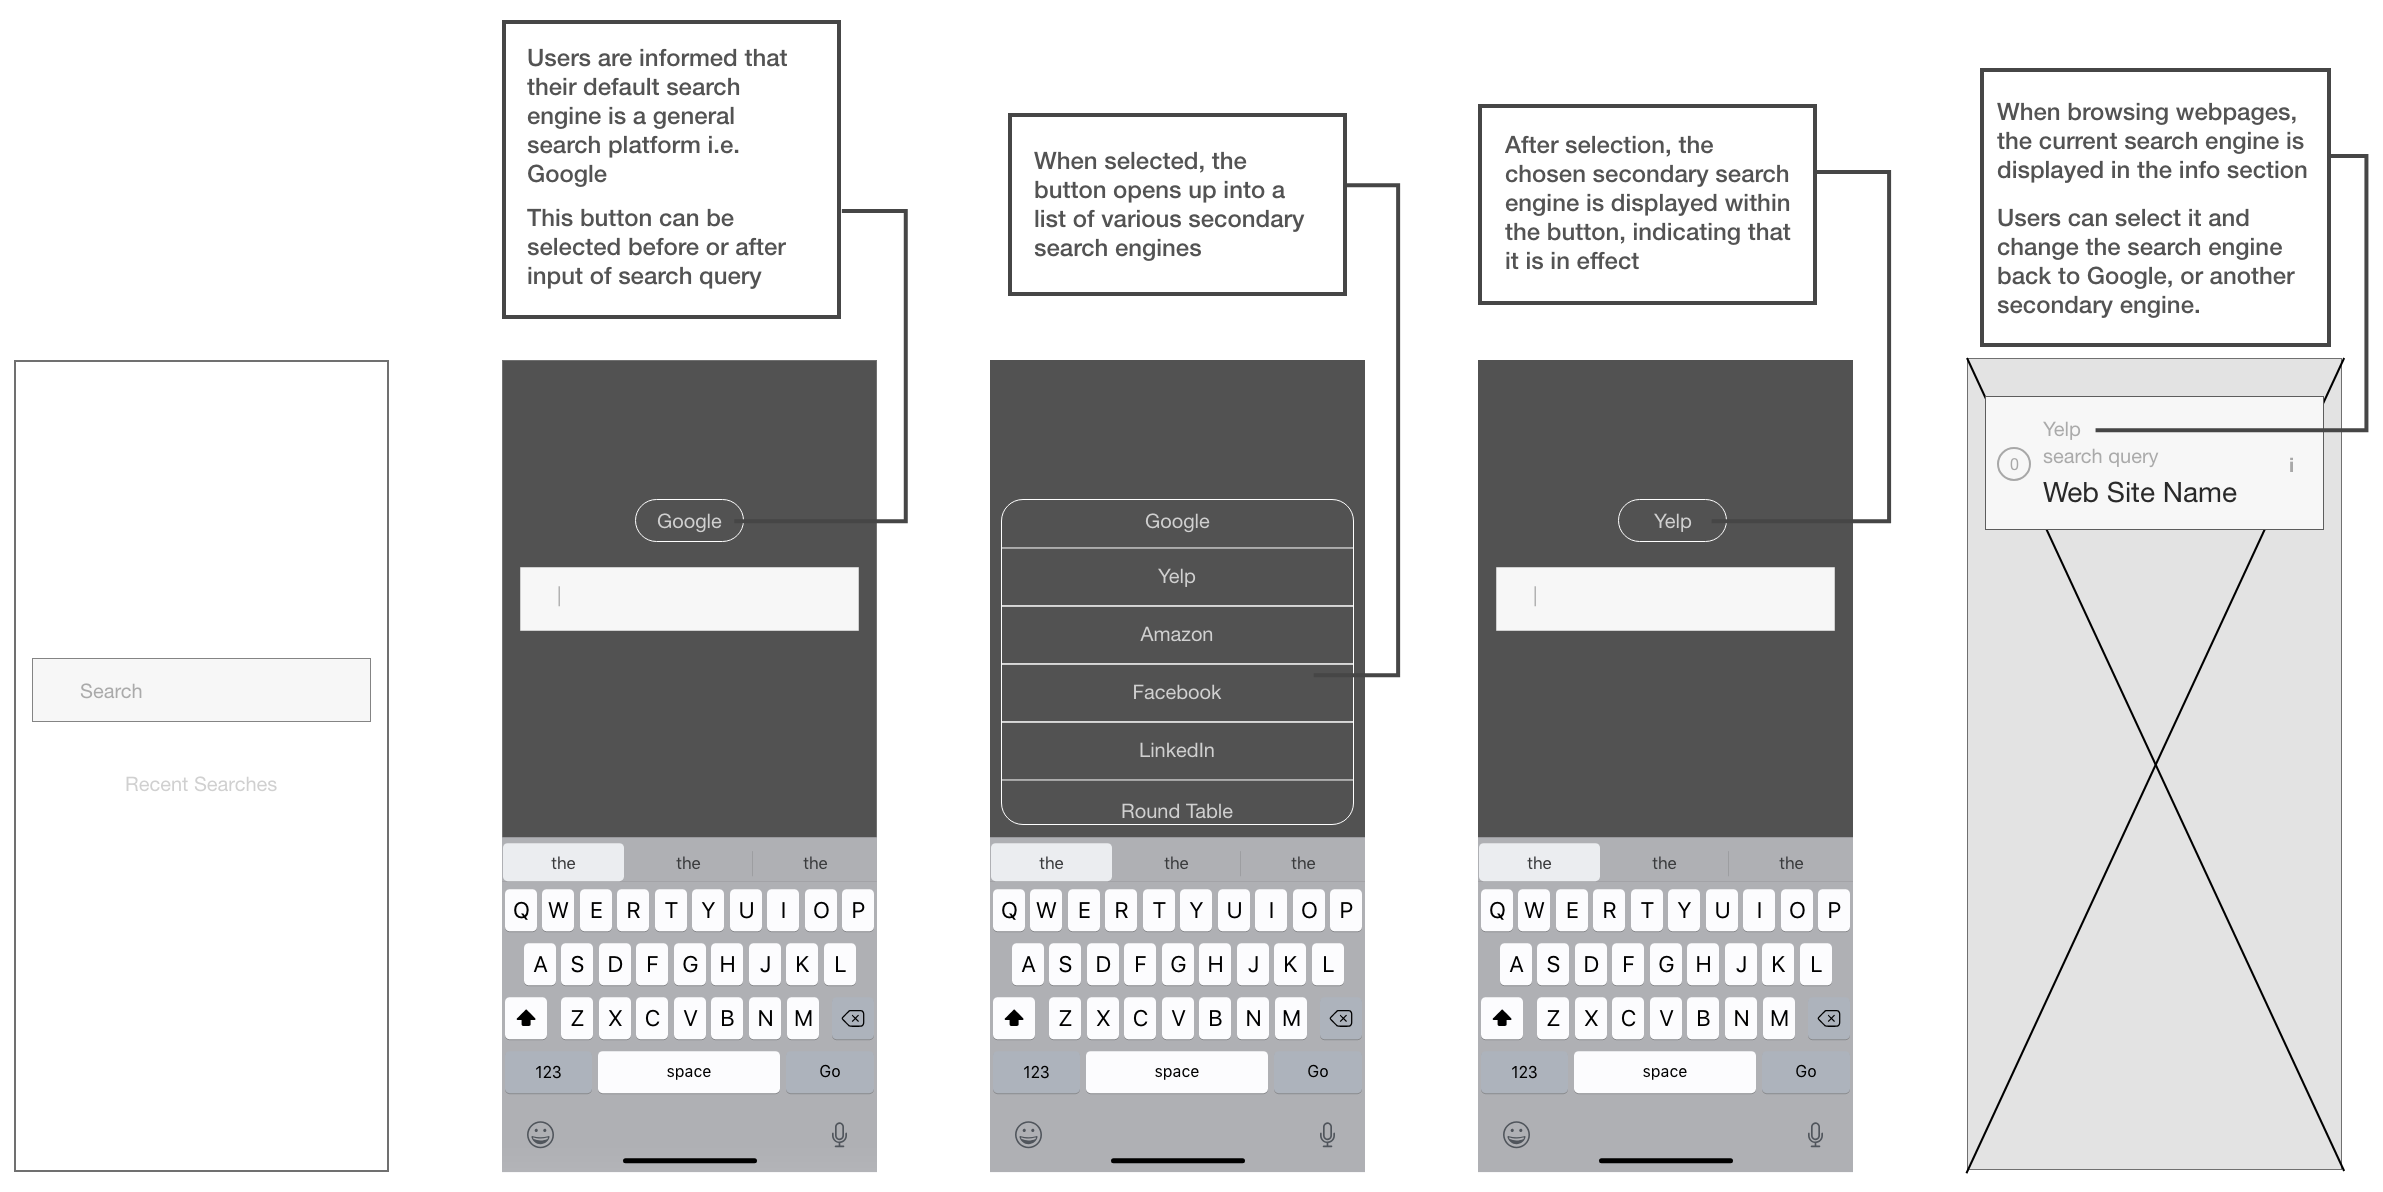 Users are informed that
their default search
engine is a general
search platform i.e.
Google
This button can be
selected before or after
input of search query
When selected, the
button opens up into a
list of various secondary
search engines
After selection, the
chosen secondary search
engine is displayed within
the button, indicating that
it is in effect
When browsing webpages,
the current search engine is
displayed in the info section
Users can select it and
change the search engine
back to Google, or another
secondary engine.
Search
Recent Searches
Google
the the the
Q W E R T Y U I O P
A S D F G H J K L
Z X C V B N M
123 space Go
Google
Yelp
Amazon
Facebook
LinkedIn
Round Table
the the the
Q W E R T Y U I O P
A S D F G H J K L
Z X C V B N M
123 space Go
Yelp
the the the
Q W E R T Y U I O P
A S D F G H J K L
Z X C V B N M
123 space Go
Yelp
0 search query i
Web Site Name